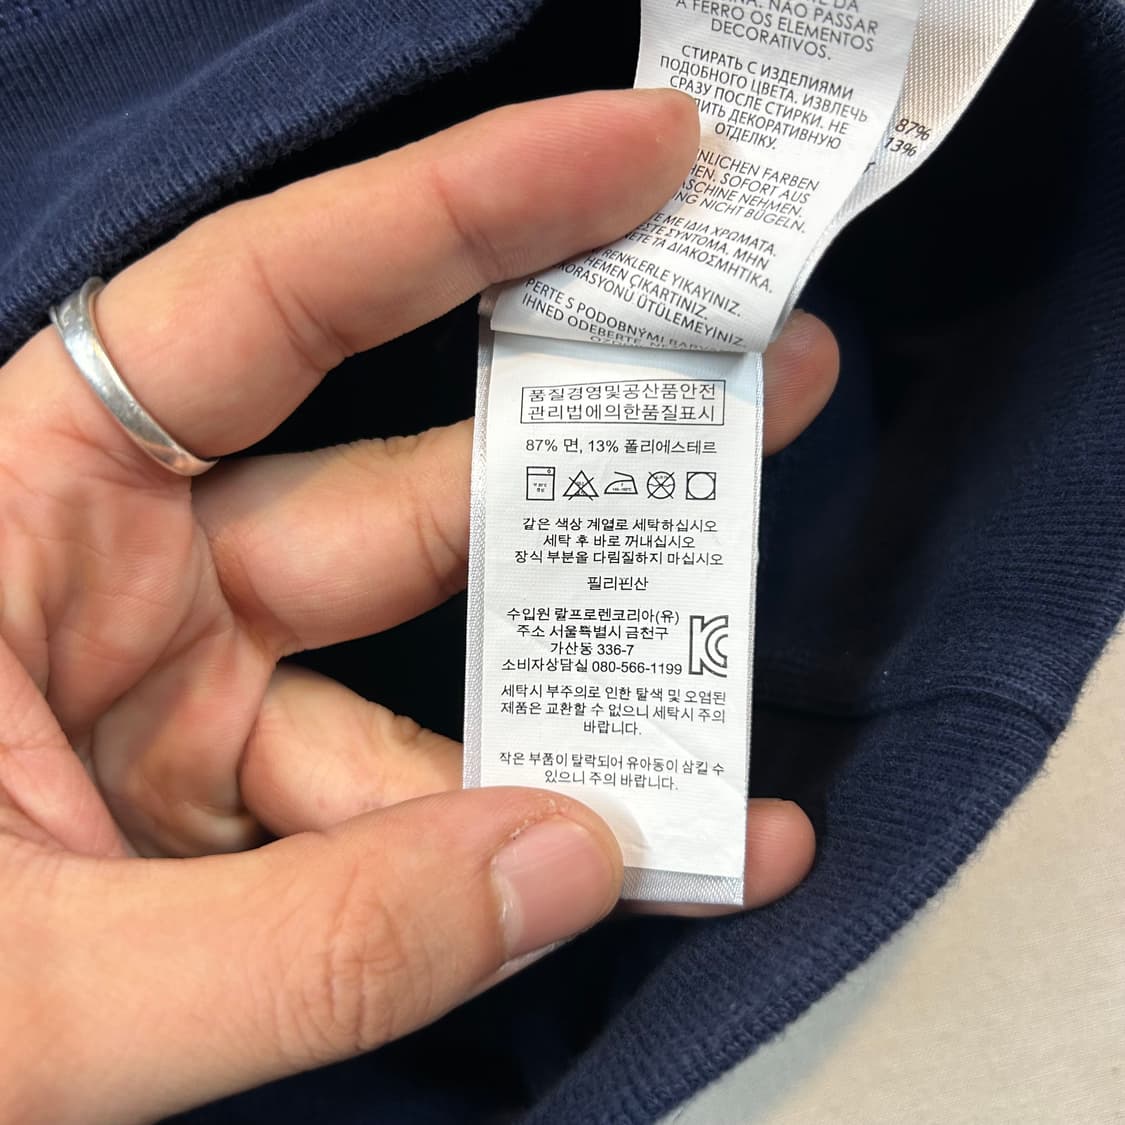 NÃO PASSAR
A FERRO OS ELEMENTOS
DECORATIVOS.
СТИРАТЬ С ИЗДЕЛИЯМИ
ПОДОБНОГО ЦВЕТА. ИЗВЛЕЧЬ
СРАЗУ ПОСЛЕ СТИРКИ. НЕ
ДЕКОРАТИВНУЮ
ОТДЕЛКУ.
FARBEN
SOFORT AUS
NEHMEN.
NICHT BÜGELN.
ΜΕ ΙΔΙΑ ΧΡΩΜΑΤΑ.
ΣΥΝΤΟΜΑ. ΜΗΝ
ΤΑ ΔΙΑΚΟΣΜΗΤΙΚΑ.
RENKLERLE YIKAYINIZ.
HEMEN ÇIKARTINIZ.
ÜTÜLEMEYİNİZ.
PERTE S PODOBNÝMI
IHNED ODEBERTE.
87%
13%
품질경영및공산품안전
관리법에의한품질표시
87% 면, 13% 폴리에스테르
같은 색상 계열로 세탁하십시오
세탁 후 바로 꺼내십시오
장식 부분을 다림질하지 마십시오
필리핀산
수입원 랄프로렌코리아(유)
주소 서울특별시 금천구
가산동 336-7
소비자상담실 080-566-1199
세탁시 부주의로 인한 탈색 및 오염된
제품은 교환할 수 없으니 세탁시 주의
바랍니다.
작은 부품이 탈락되어 유아동이 삼킬 수
있으니 주의 바랍니다.